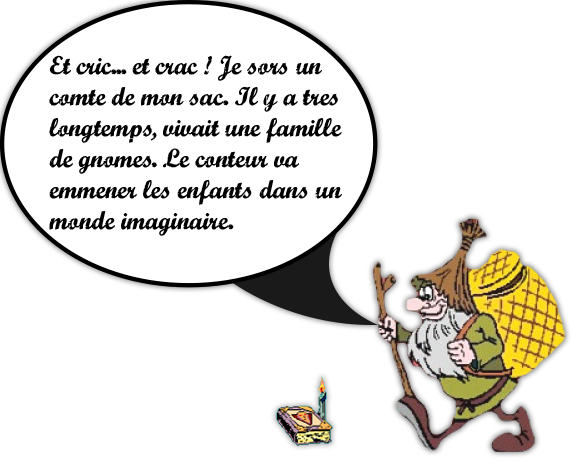 Et cric... et crac ! Je sors un
comte de mon sac. Il y a tres
longtemps, vivait une famille
de gnomes. Le conteur va
emmener les enfants dans un
monde imaginaire.